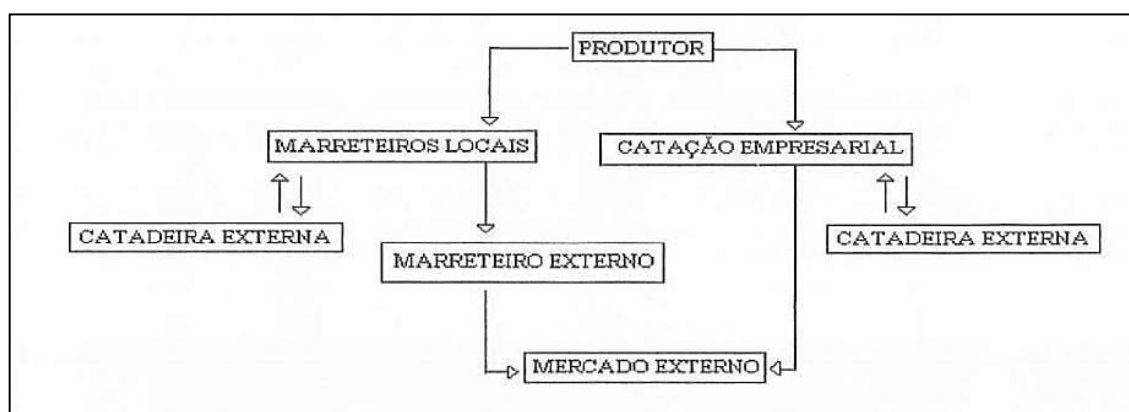 PRODUTOR
MARRETEIROS LOCAIS
CATAÇÃO EMPRESARIAL
CATADEIRA EXTERNA
CATADEIRA EXTERNA
MARRETEIRO EXTERNO
MERCADO EXTERNO